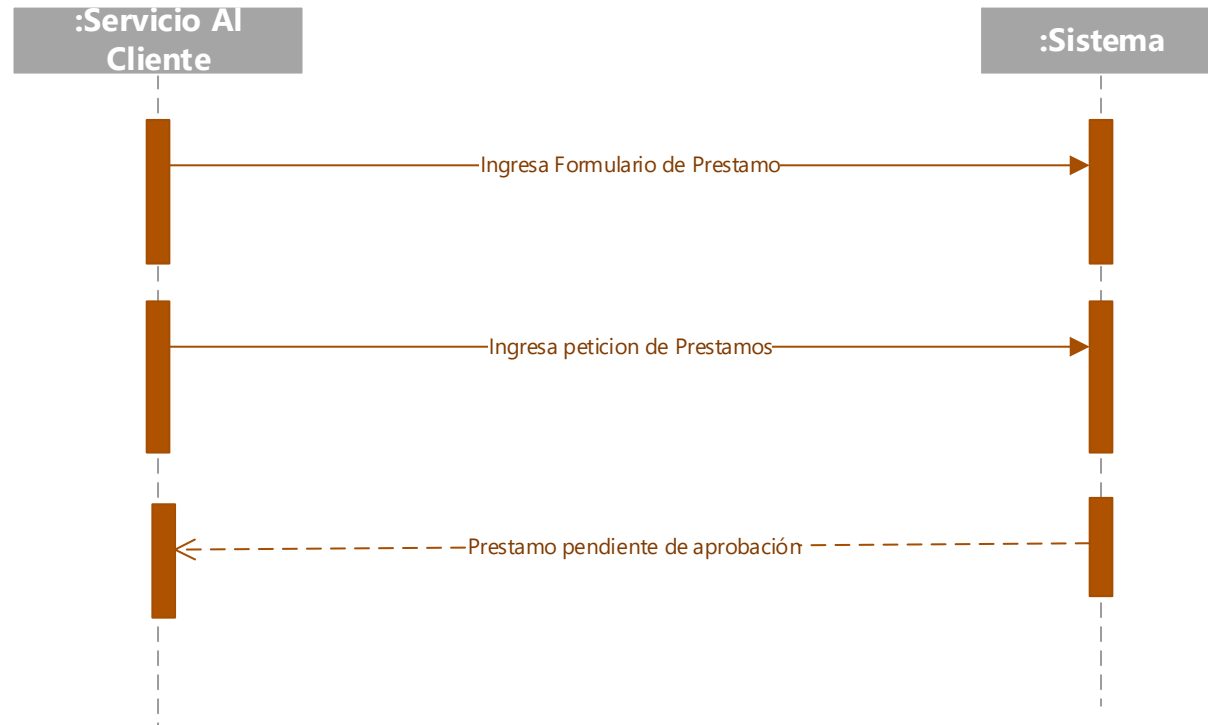 :Servicio Al
Cliente
:Sistema
Ingresa Formulario de Prestamo
Ingresa peticion de Prestamos
Prestamo pendiente de aprobación